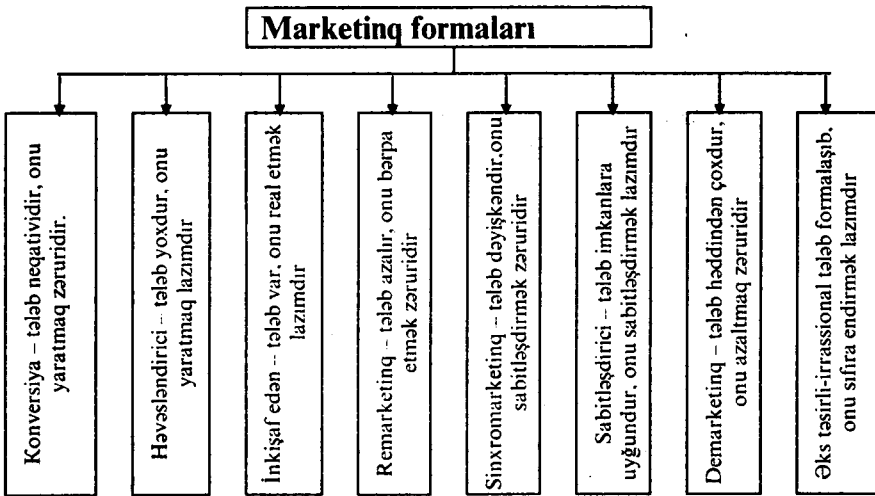 Marketinq formaları
Konversiya – tələb neqativdir, onu
yaratmaq zəruridir.
Həvəsləndirici – tələb yoxdur, onu
yaratmaq lazımdır
İnkişaf edən – tələb var, onu real etmək
lazımdır
Remarketinq – tələb azalır, onu bərpa
etmək zəruridir
Sinxromarketinq – tələb dəyişkəndir,onu
sabitləşdirmək zəruridir
Sabitləşdirici – tələb imkanlara
uyğundur, onu sabitləşdirmək lazımdır
Demarketinq – tələb həddindən çoxdur,
onu azaltmaq zəruridir
Əks təsirli-irrassional tələb formalaşıb,
onu sıfıra endirmək lazımdır